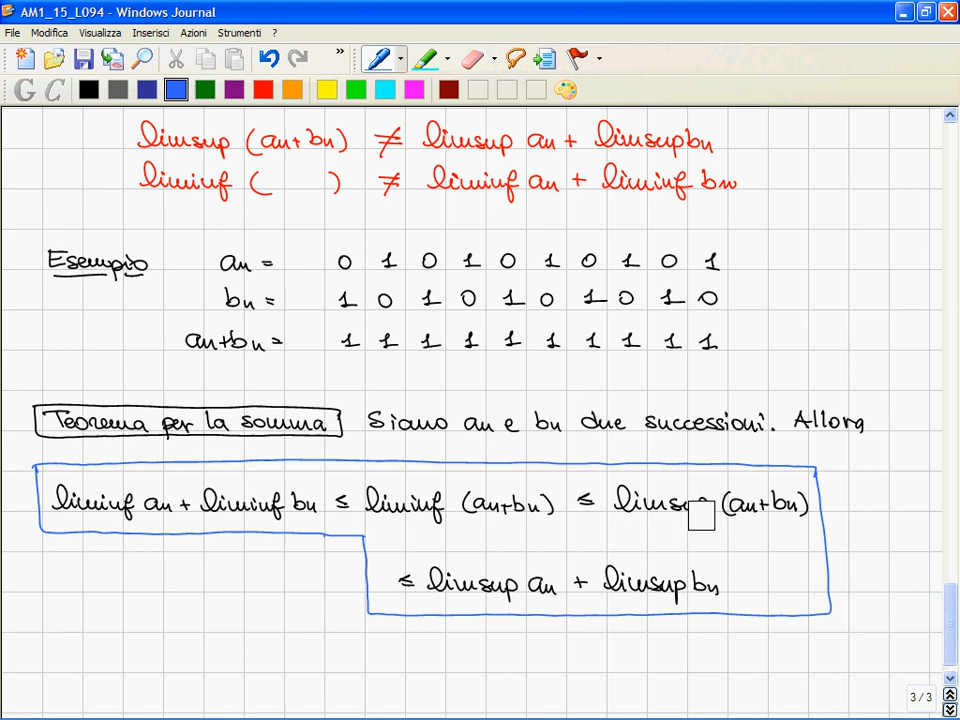 AM1_15_L094 - Windows Journal
File Modifica Visualizza Inserisci Azioni Strumenti ?
G C
limsup (an+bn) ≠ limsup an + limsup bn
liminf ( ) ≠ liminf an + liminf bn
Esempio an = 0 1 0 1 0 1 0 1 0 1
bn = 1 0 1 0 1 0 1 0 1 0
an+bn = 1 1 1 1 1 1 1 1 1 1
Teorema per la somma Siano an e bn due successioni. Allora
liminf an + liminf bn ≤ liminf (an+bn) ≤ limsup (an+bn)
≤ limsup an + limsup bn
3 / 3